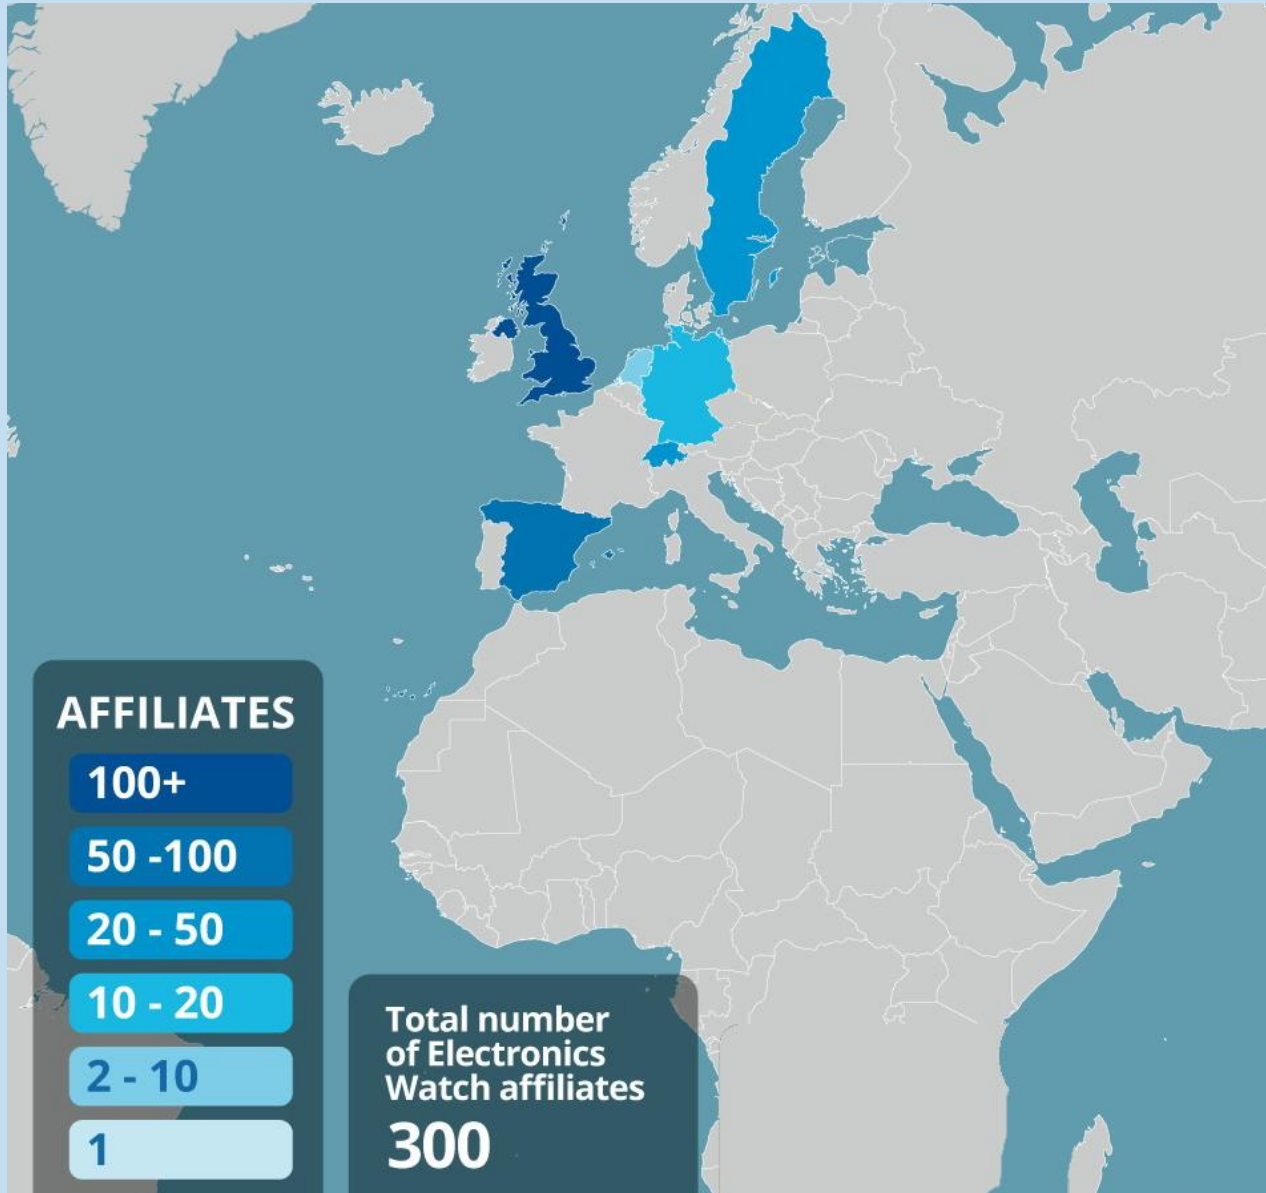 AFFILIATES
100+
50 -100
20 - 50
10 - 20
2 - 10
1
Total number
of Electronics
Watch affiliates
300